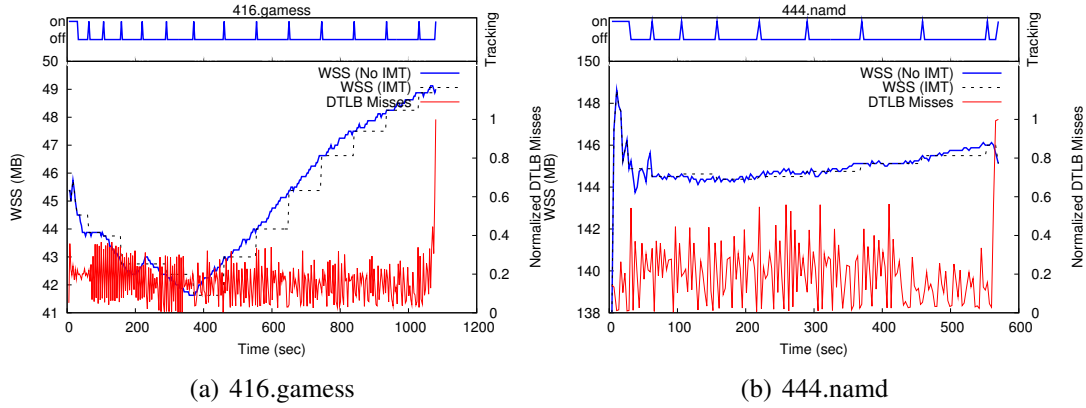 416.gamess
on
off
Tracking
50
49
48
47
46
45
44
43
42
41
WSS (MB)
WSS (No IMT)
WSS (IMT)
DTLB Misses
1
0.8
0.6
0.4
0.2
0
Normalized DTLB Misses
0 200 400 600 800 1000 1200
Time (sec)
(a) 416.gamess
444.namd
on
off
Tracking
150
148
146
144
142
140
138
WSS (MB)
WSS (No IMT)
WSS (IMT)
DTLB Misses
1
0.8
0.6
0.4
0.2
0
Normalized DTLB Misses
0 100 200 300 400 500 600
Time (sec)
(b) 444.namd